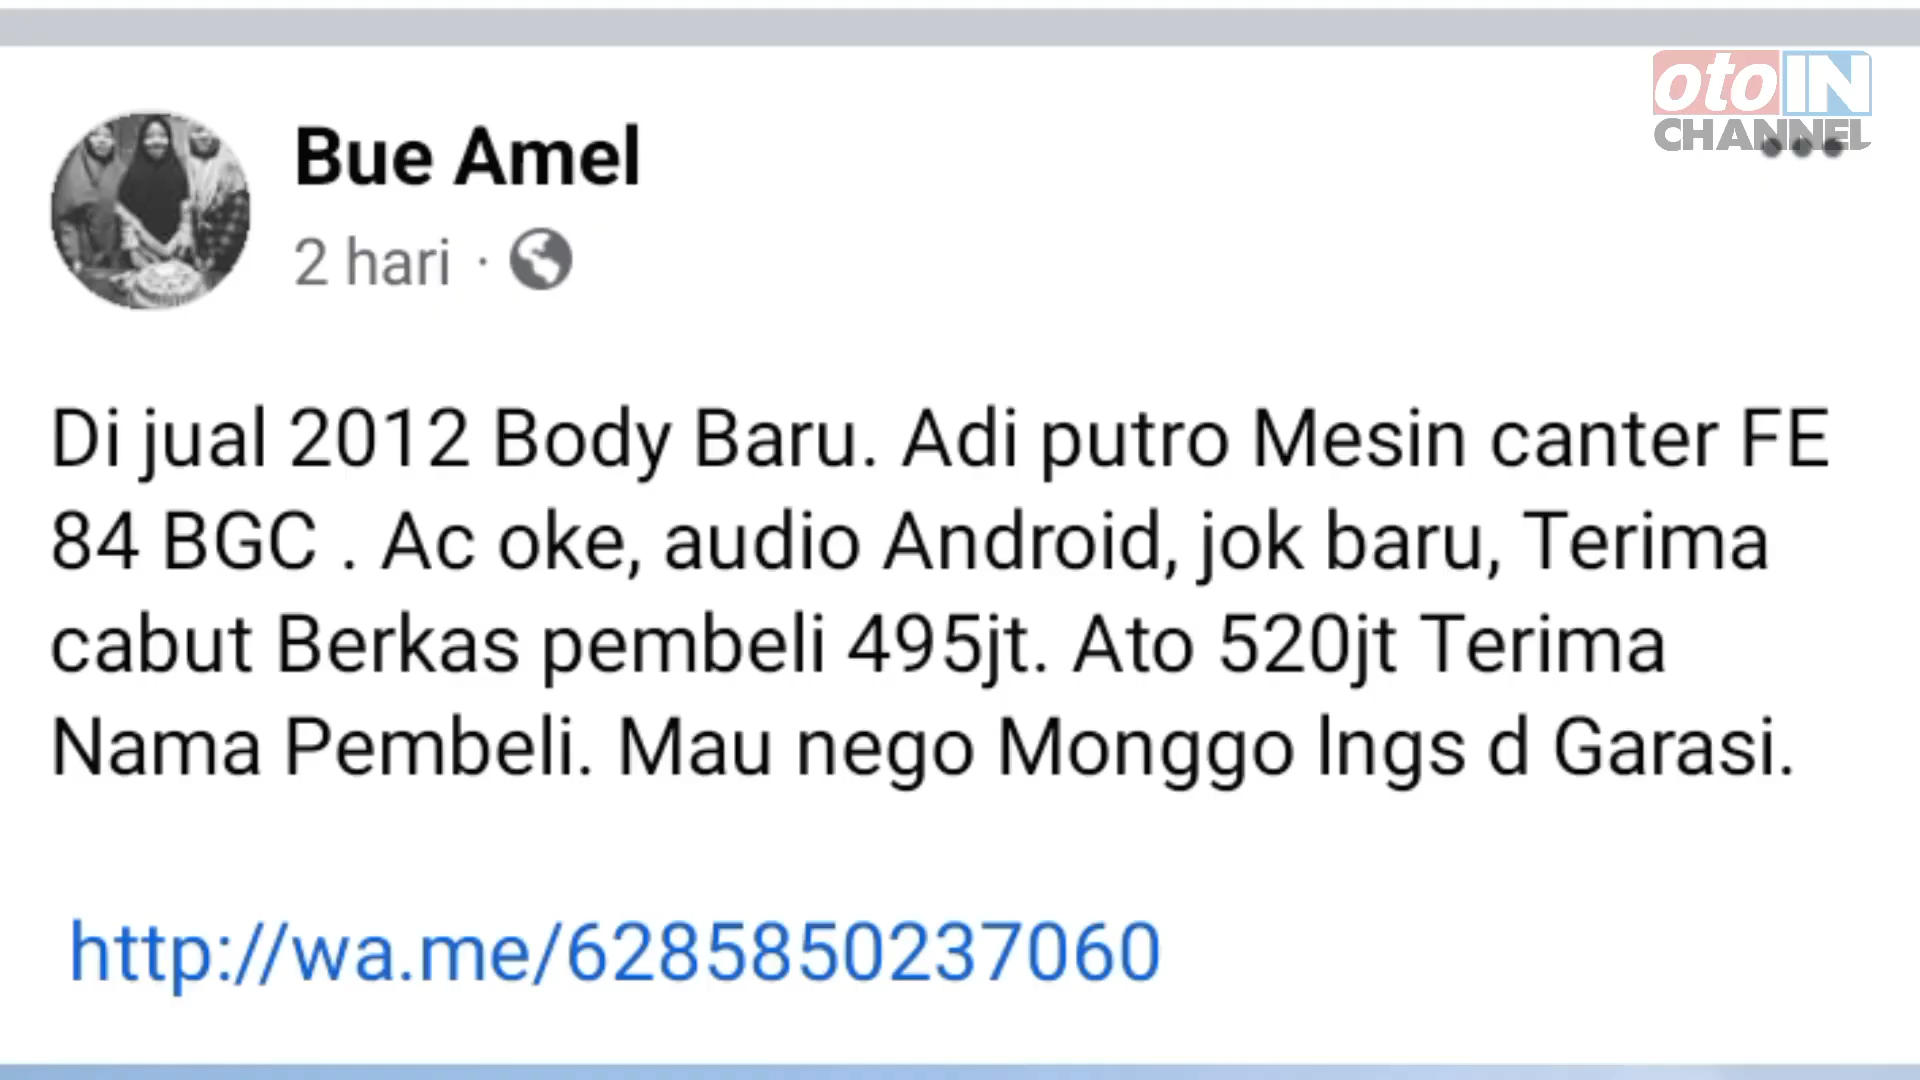 otoIN
CHANNEL
Bue Amel
2 hari ·
Di jual 2012 Body Baru. Adi putro Mesin canter FE
84 BGC . Ac oke, audio Android, jok baru, Terima
cabut Berkas pembeli 495jt. Ato 520jt Terima
Nama Pembeli. Mau nego Monggo lngs d Garasi.
http://wa.me/6285850237060